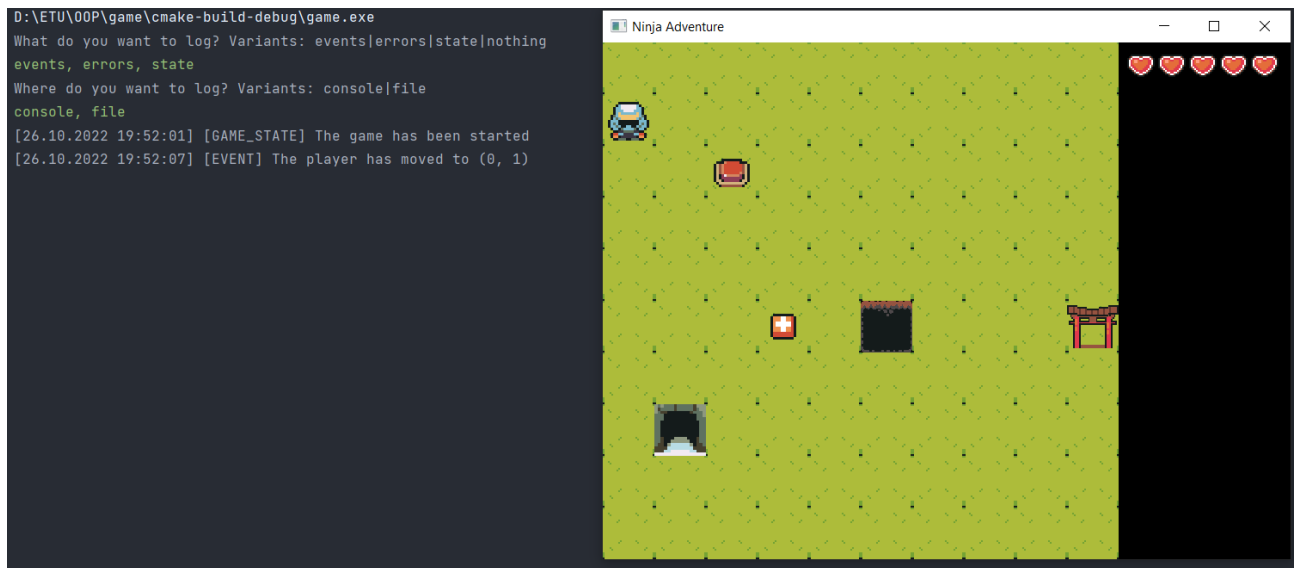 D:\ETU\OOP\game\cmake-build-debug\game.exe
What do you want to log? Variants: events|errors|state|nothing
events, errors, state
Where do you want to log? Variants: console|file
console, file
[26.10.2022 19:52:01] [GAME_STATE] The game has been started
[26.10.2022 19:52:07] [EVENT] The player has moved to (0, 1)
Ninja Adventure